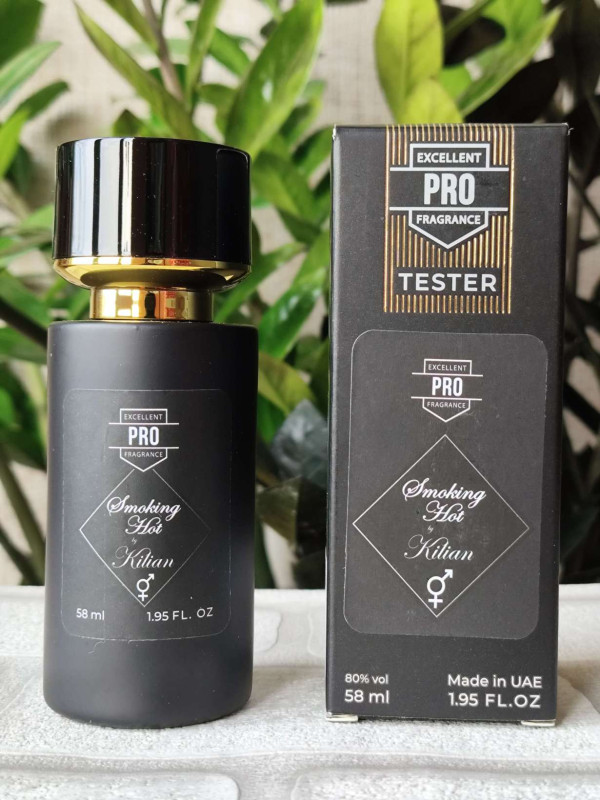 EXCELLENT
PRO
FRAGRANCE
Smoking
Hot
by
Kilian
58 ml
1.95 FL. OZ
EXCELLENT
PRO
FRAGRANCE
TESTER
EXCELLENT
PRO
FRAGRANCE
Smoking
Hot
by
Kilian
80% vol
58 ml
Made in UAE
1.95 FL.OZ